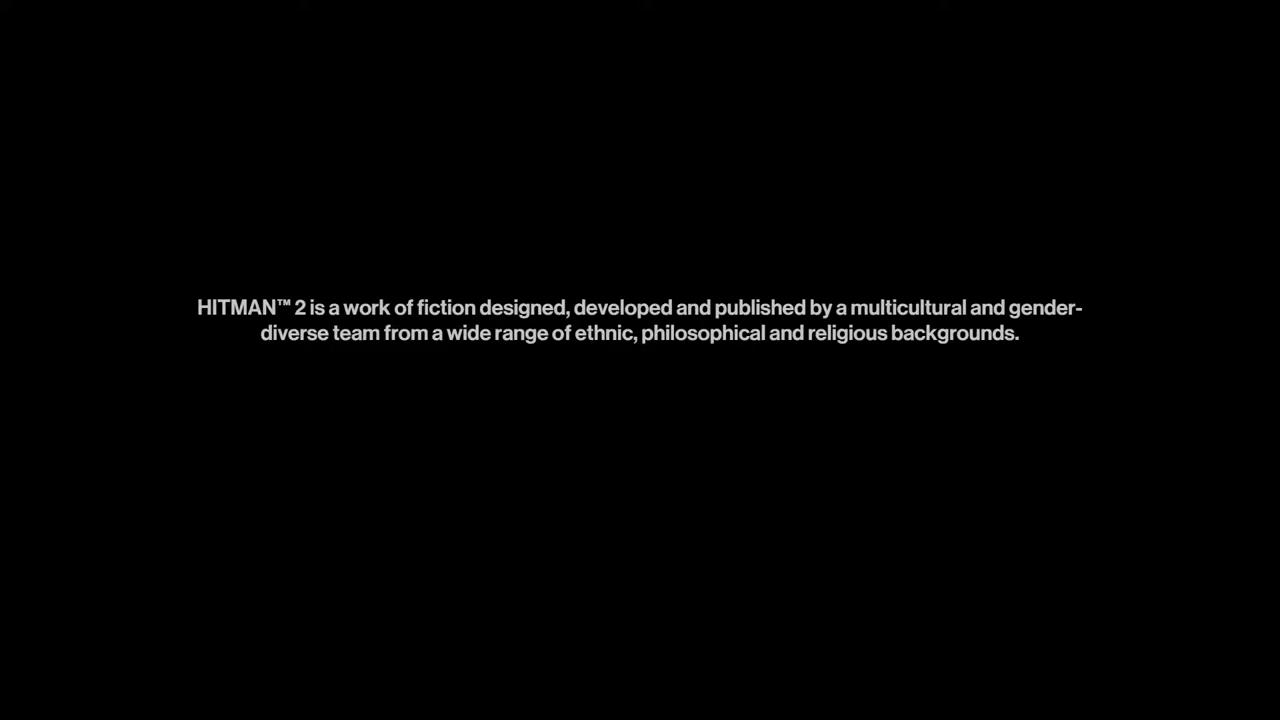 HITMAN™ 2 is a work of fiction designed, developed and published by a multicultural and gender-
diverse team from a wide range of ethnic, philosophical and religious backgrounds.